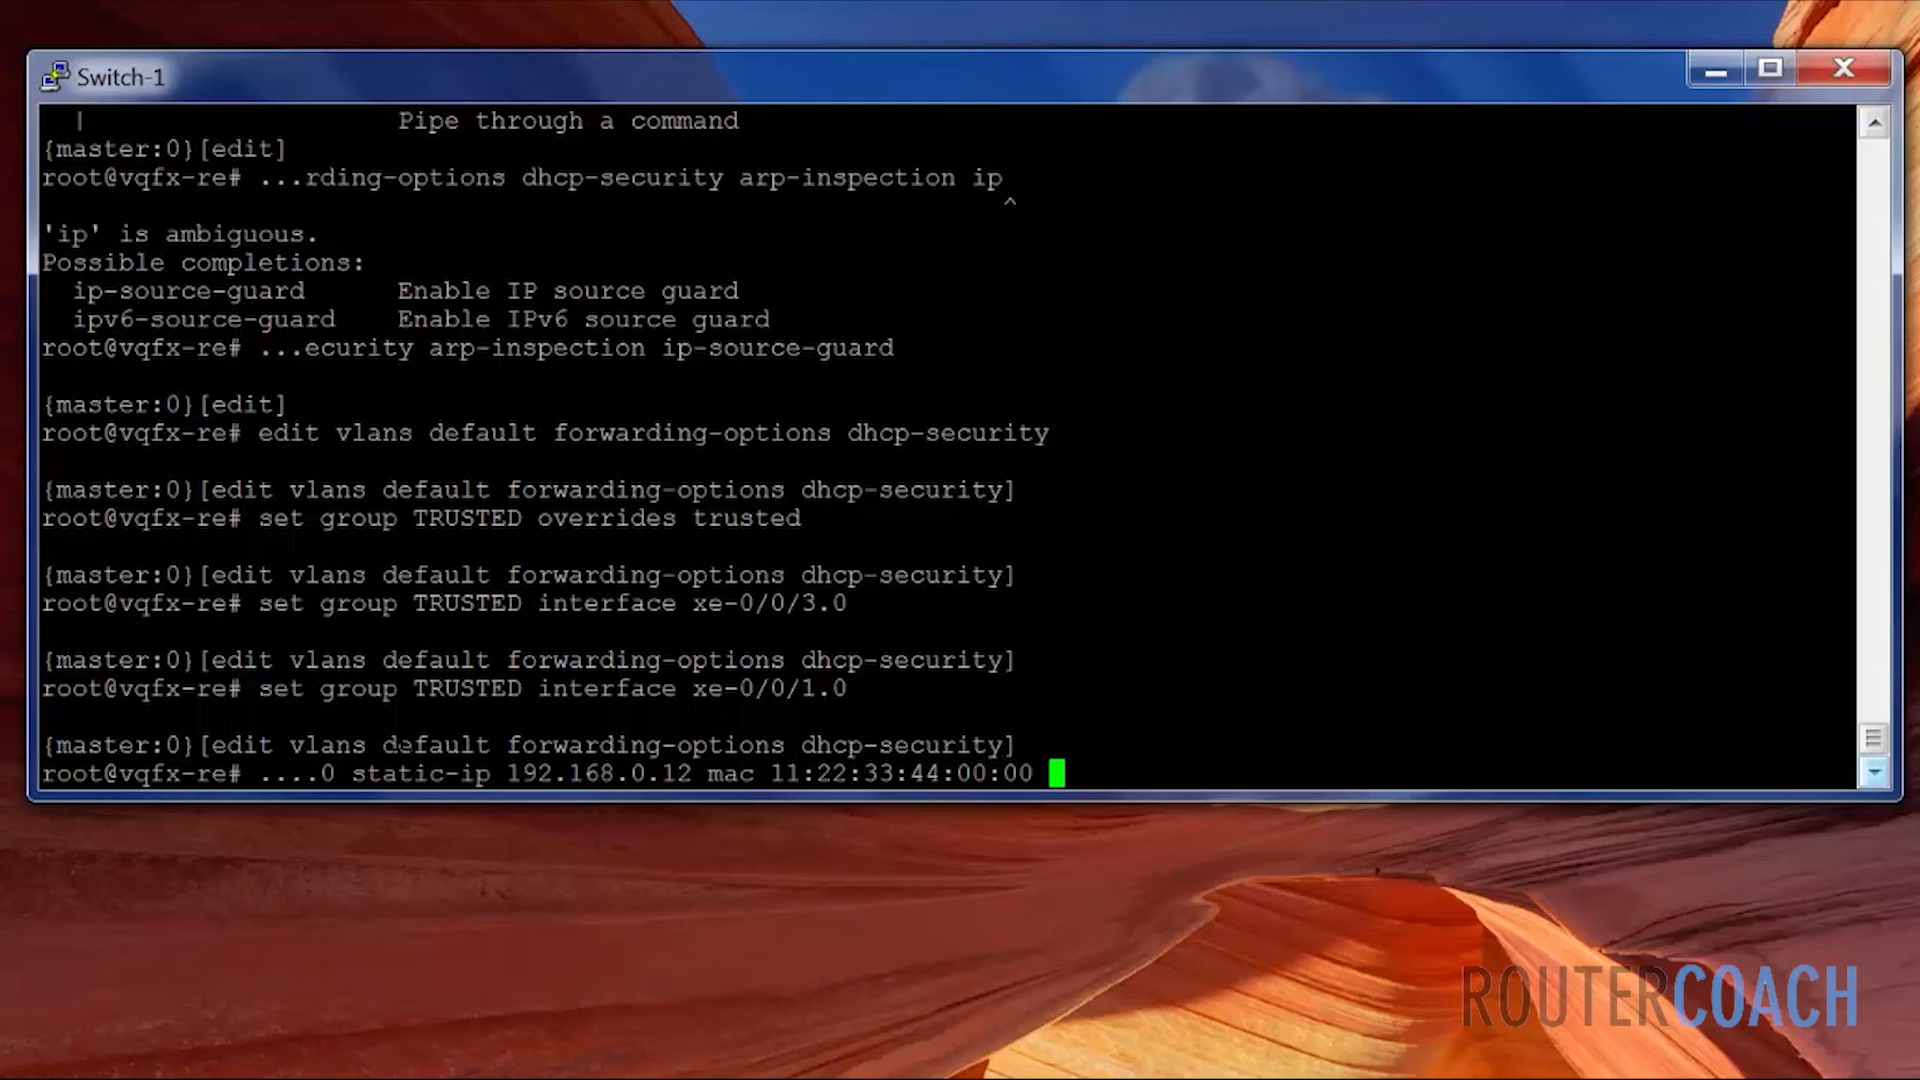 Switch-1
| Pipe through a command
{master:0}[edit]
root@vqfx-re# ...rding-options dhcp-security arp-inspection ip
^
'ip' is ambiguous.
Possible completions:
ip-source-guard Enable IP source guard
ipv6-source-guard Enable IPv6 source guard
root@vqfx-re# ...ecurity arp-inspection ip-source-guard
{master:0}[edit]
root@vqfx-re# edit vlans default forwarding-options dhcp-security
{master:0}[edit vlans default forwarding-options dhcp-security]
root@vqfx-re# set group TRUSTED overrides trusted
{master:0}[edit vlans default forwarding-options dhcp-security]
root@vqfx-re# set group TRUSTED interface xe-0/0/3.0
{master:0}[edit vlans default forwarding-options dhcp-security]
root@vqfx-re# set group TRUSTED interface xe-0/0/1.0
{master:0}[edit vlans default forwarding-options dhcp-security]
root@vqfx-re# ....0 static-ip 192.168.0.12 mac 11:22:33:44:00:00
ROUTERCOACH